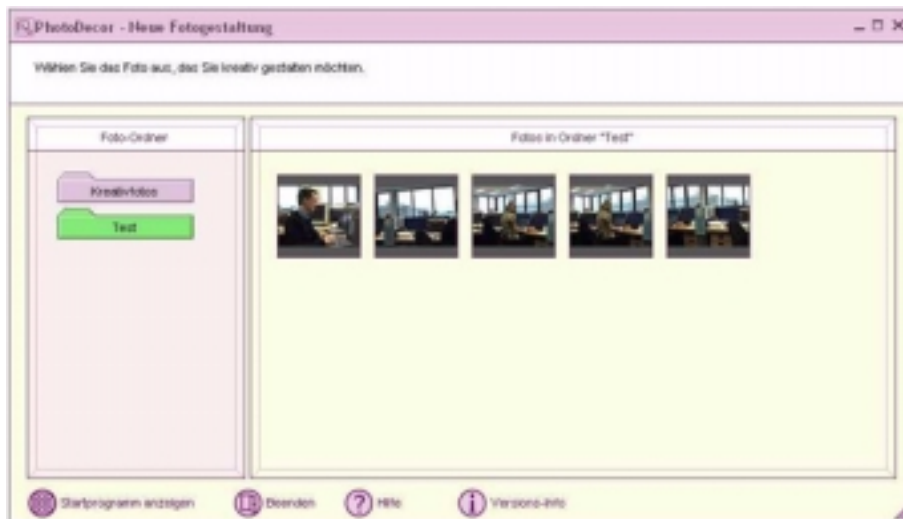 PhotoDecor - Neue Fotogestaltung
Wählen Sie das Foto aus, das Sie kreativ gestalten möchten.
Foto-Ordner
Fotos in Ordner "Test"
Kreativfotos
Test
Startprogramm anzeigen
Beenden
Hilfe
Versions-Info